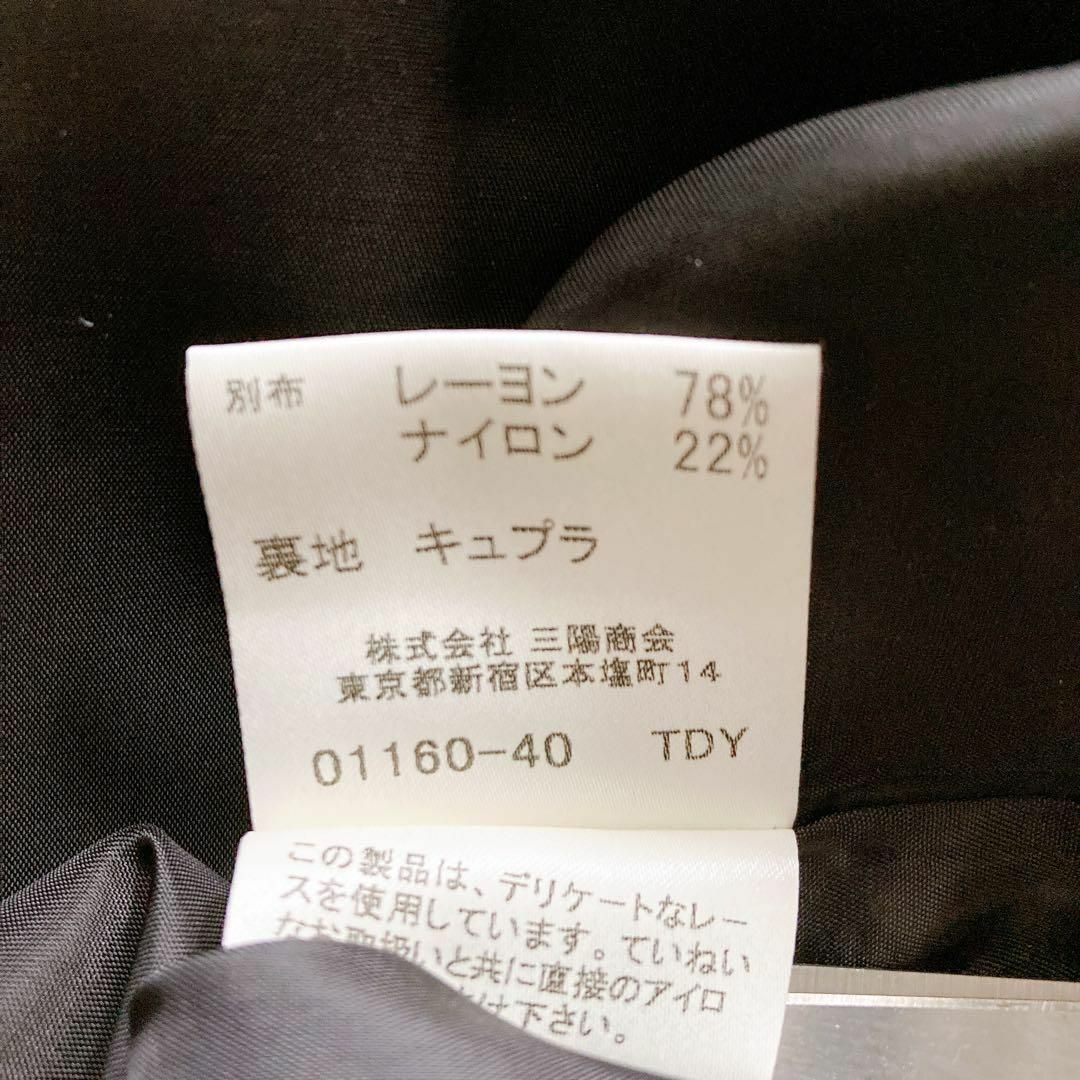 別布 レーヨン 78%
ナイロン 22%
裏地 キュプラ
株式会社 三陽商会
東京都新宿区本塩町14
01160-40 TDY
この製品は、デリケートなレー
スを使用しています。ていねい
なお取扱いと共に直接のアイロ
け下さい。